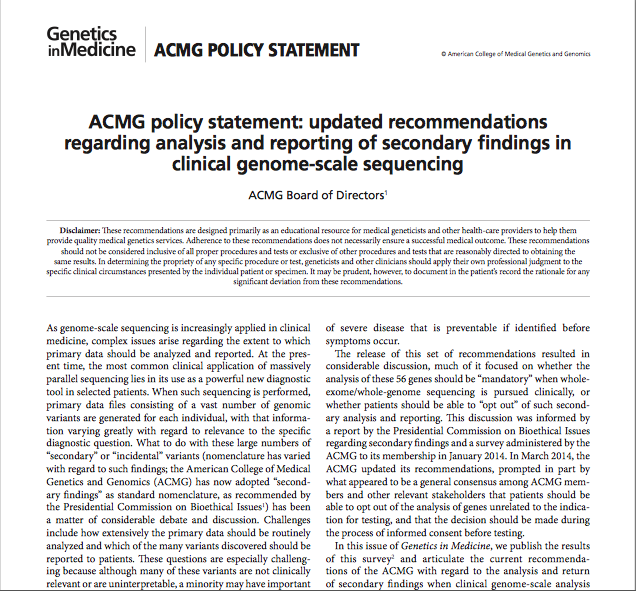 Genetics
inMedicine
ACMG POLICY STATEMENT
© American College of Medical Genetics and Genomics
ACMG policy statement: updated recommendations
regarding analysis and reporting of secondary findings in
clinical genome-scale sequencing
ACMG Board of Directors1
Disclaimer: These recommendations are designed primarily as an educational resource for medical geneticists and other health-care providers to help them
provide quality medical genetics services. Adherence to these recommendations does not necessarily ensure a successful medical outcome. These recommendations
should not be considered inclusive of all proper procedures and tests or exclusive of other procedures and tests that are reasonably directed to obtaining the
same results. In determining the propriety of any specific procedure or test, geneticists and other clinicians should apply their own professional judgment to the
specific clinical circumstances presented by the individual patient or specimen. It may be prudent, however, to document in the patient's record the rationale for any
significant deviation from these recommendations.
As genome-scale sequencing is increasingly applied in clinical
medicine, complex issues arise regarding the extent to which
primary data should be analyzed and reported. At the pres-
ent time, the most common clinical application of massively
parallel sequencing lies in its use as a powerful new diagnostic
tool in selected patients. When such sequencing is performed,
primary data files consisting of a vast number of genomic
variants are generated for each individual, with that informa-
tion varying greatly with regard to relevance to the specific
diagnostic question. What to do with these large numbers of
"secondary" or "incidental" variants (nomenclature has varied
with regard to such findings; the American College of Medical
Genetics and Genomics (ACMG) has now adopted "second-
ary findings" as standard nomenclature, as recommended by
the Presidential Commission on Bioethical Issues1) has been
a matter of considerable debate and discussion. Challenges
include how extensively the primary data should be routinely
analyzed and which of the many variants discovered should be
reported to patients. These questions are especially challeng-
ing because although many of these variants are not clinically
relevant or are uninterpretable, a minority may have important
of severe disease that is preventable if identified before
symptoms occur.
The release of this set of recommendations resulted in
considerable discussion, much of it focused on whether the
analysis of these 56 genes should be "mandatory" when whole-
exome/whole-genome sequencing is pursued clinically, or
whether patients should be able to "opt out" of such second-
ary analysis and reporting. This discussion was informed by
a report by the Presidential Commission on Bioethical Issues
regarding secondary findings and a survey administered by the
ACMG to its membership in January 2014. In March 2014, the
ACMG updated its recommendations, prompted in part by
what appeared to be a general consensus among ACMG mem-
bers and other relevant stakeholders that patients should be
able to opt out of the analysis of genes unrelated to the indica-
tion for testing, and that the decision should be made during
the process of informed consent before testing.
In this issue of Genetics in Medicine, we publish the results
of this survey2 and articulate the current recommenda-
tions of the ACMG with regard to the analysis and return
of secondary findings when clinical genome-scale analysis